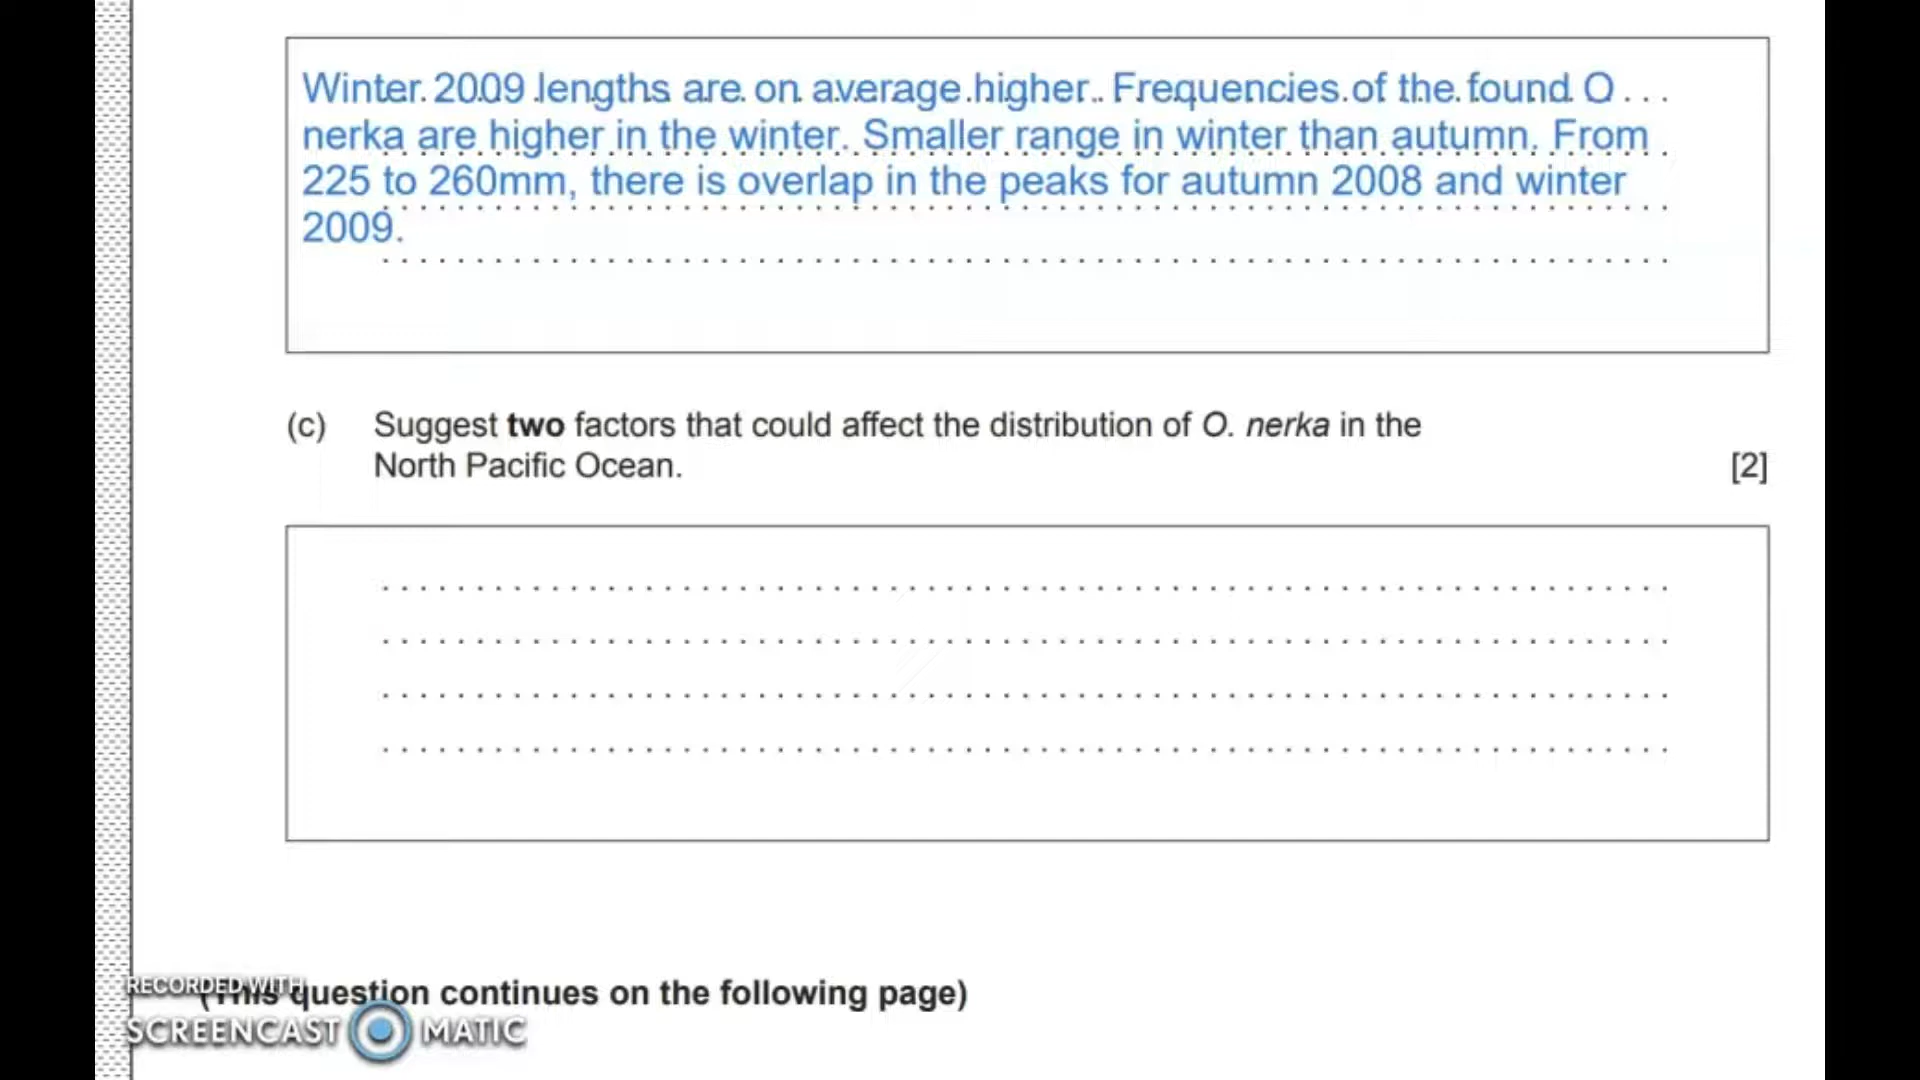 Winter 2009 lengths are on average higher. Frequencies of the found O
nerka are higher in the winter. Smaller range in winter than autumn. From
225 to 260mm, there is overlap in the peaks for autumn 2008 and winter
2009.
(c) Suggest two factors that could affect the distribution of O. nerka in the
North Pacific Ocean. [2]
(This question continues on the following page)
RECORDED WITH
SCREENCAST MATIC